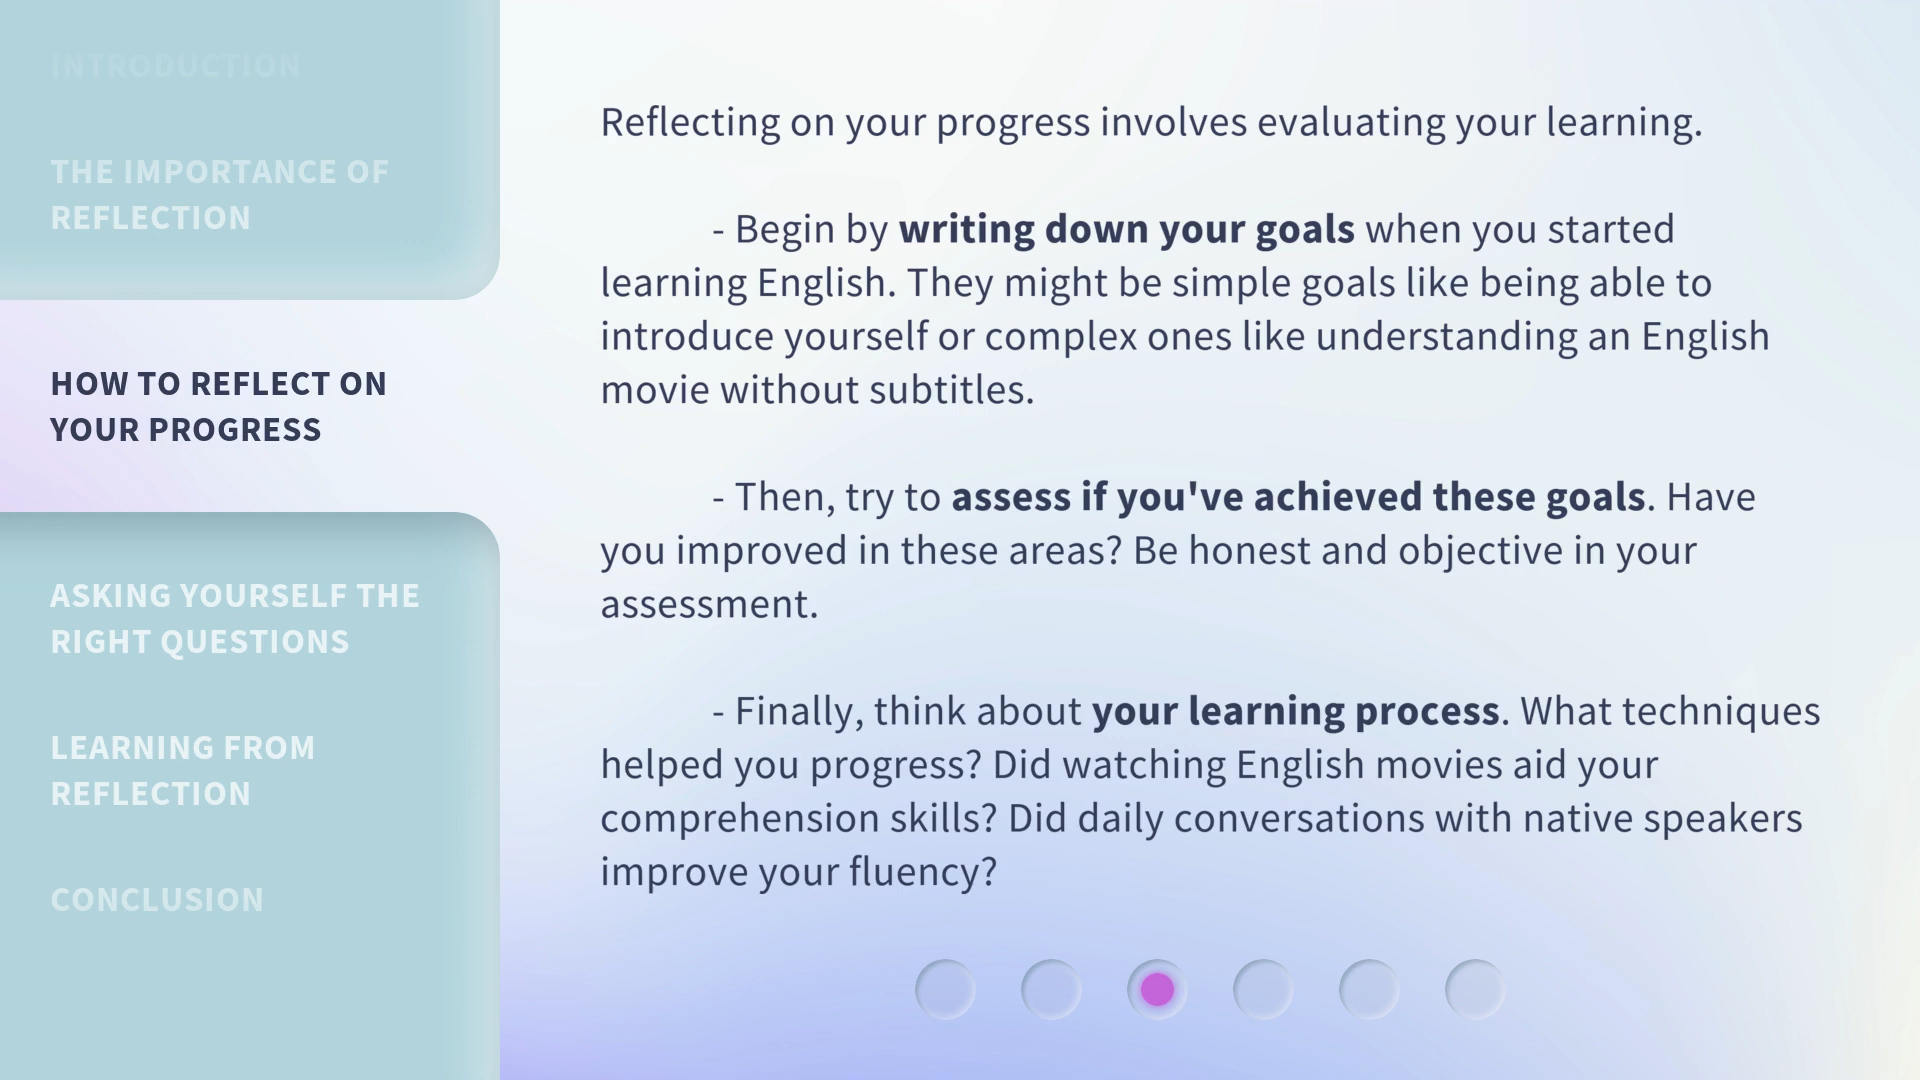 INTRODUCTION
THE IMPORTANCE OF
REFLECTION
HOW TO REFLECT ON
YOUR PROGRESS
ASKING YOURSELF THE
RIGHT QUESTIONS
LEARNING FROM
REFLECTION
CONCLUSION
Reflecting on your progress involves evaluating your learning.
- Begin by writing down your goals when you started
learning English. They might be simple goals like being able to
introduce yourself or complex ones like understanding an English
movie without subtitles.
- Then, try to assess if you've achieved these goals. Have
you improved in these areas? Be honest and objective in your
assessment.
- Finally, think about your learning process. What techniques
helped you progress? Did watching English movies aid your
comprehension skills? Did daily conversations with native speakers
improve your fluency?